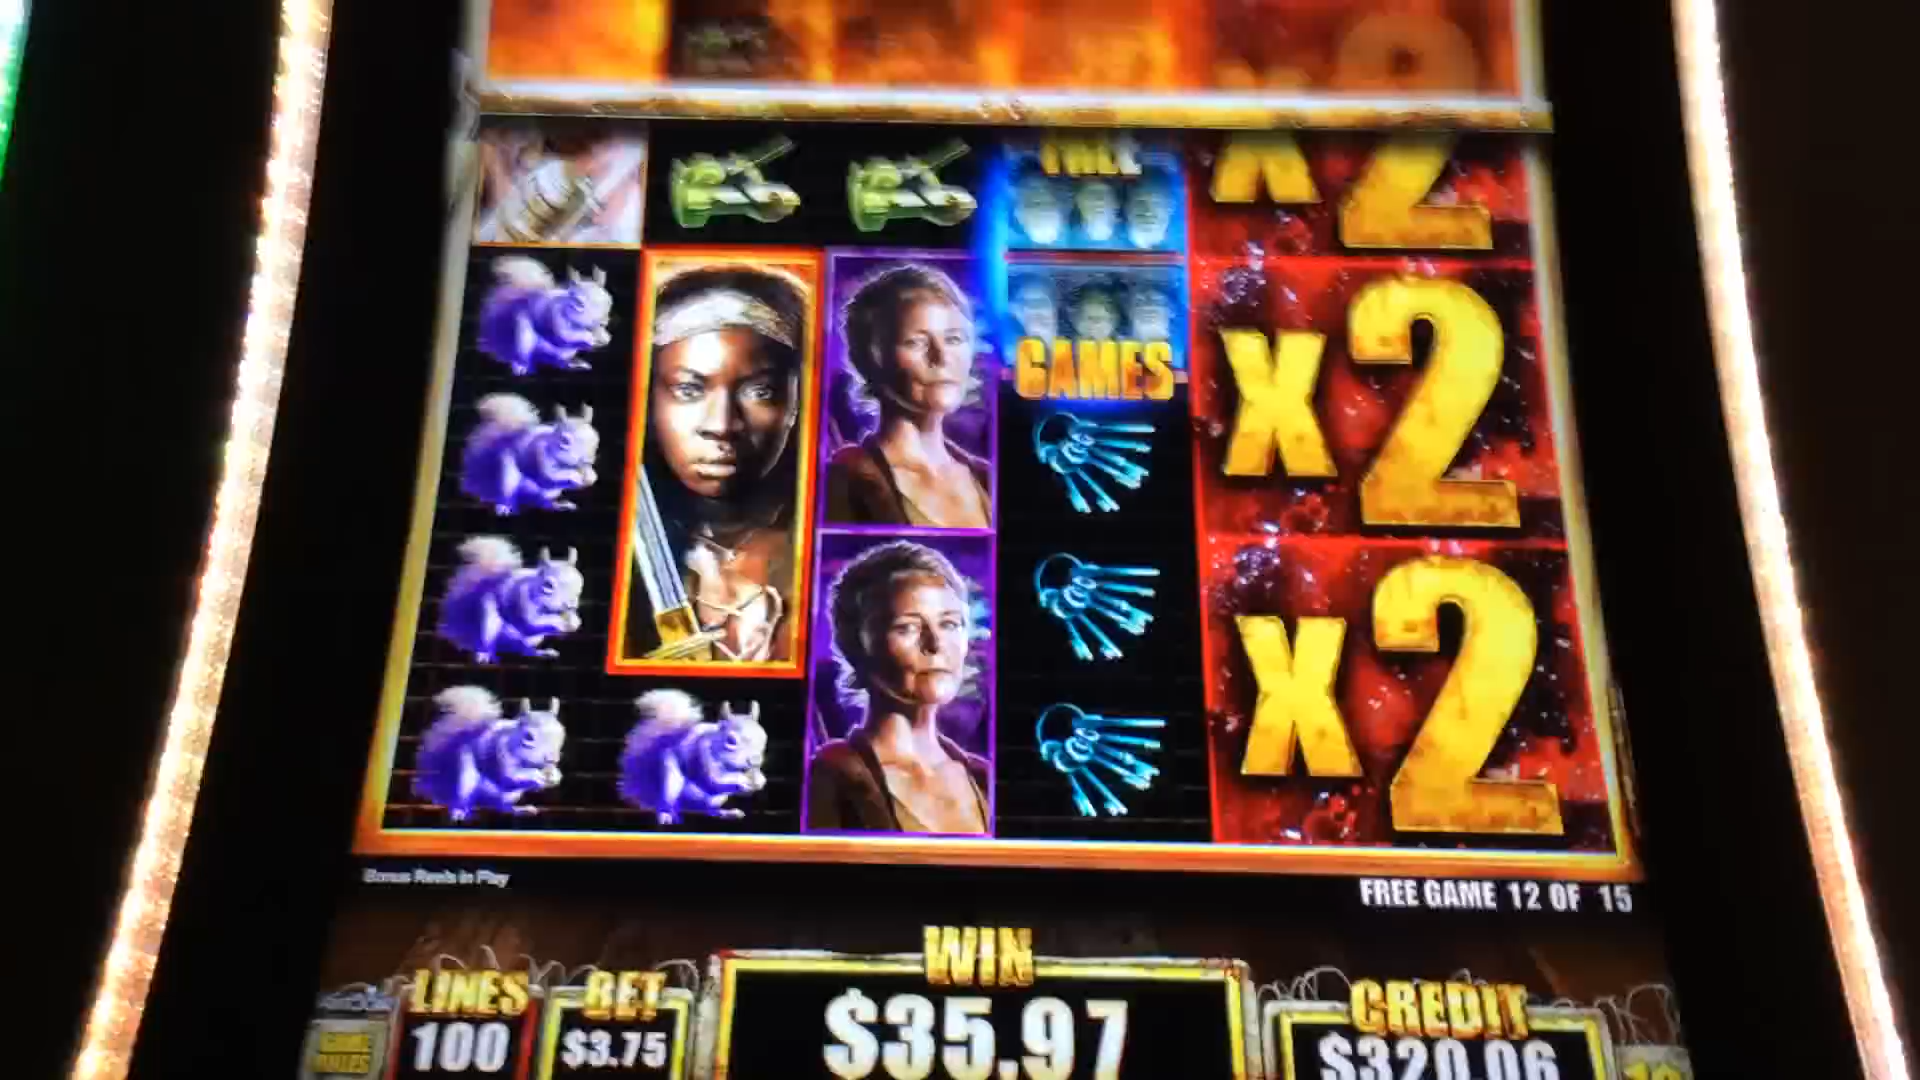 FREE
x2
GAMES
x2
x2
Bonus Reels in Play
FREE GAME 12 OF 15
WIN
LINES
BET
CREDIT
100
$3.75
$35.97
$320.06